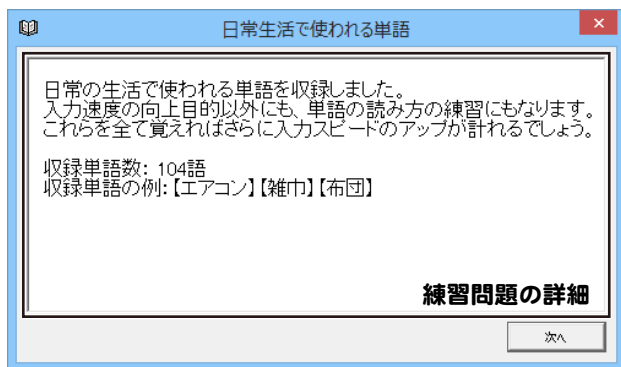 日常生活で使われる単語
日常の生活で使われる単語を収録しました。
入力速度の向上目的以外にも、単語の読み方の練習にもなります。
これらを全て覚えればさらに入力スピードのアップが計れるでしょう。
収録単語数: 104語
収録単語の例:【エアコン】【雑巾】【布団】
練習問題の詳細
次へ